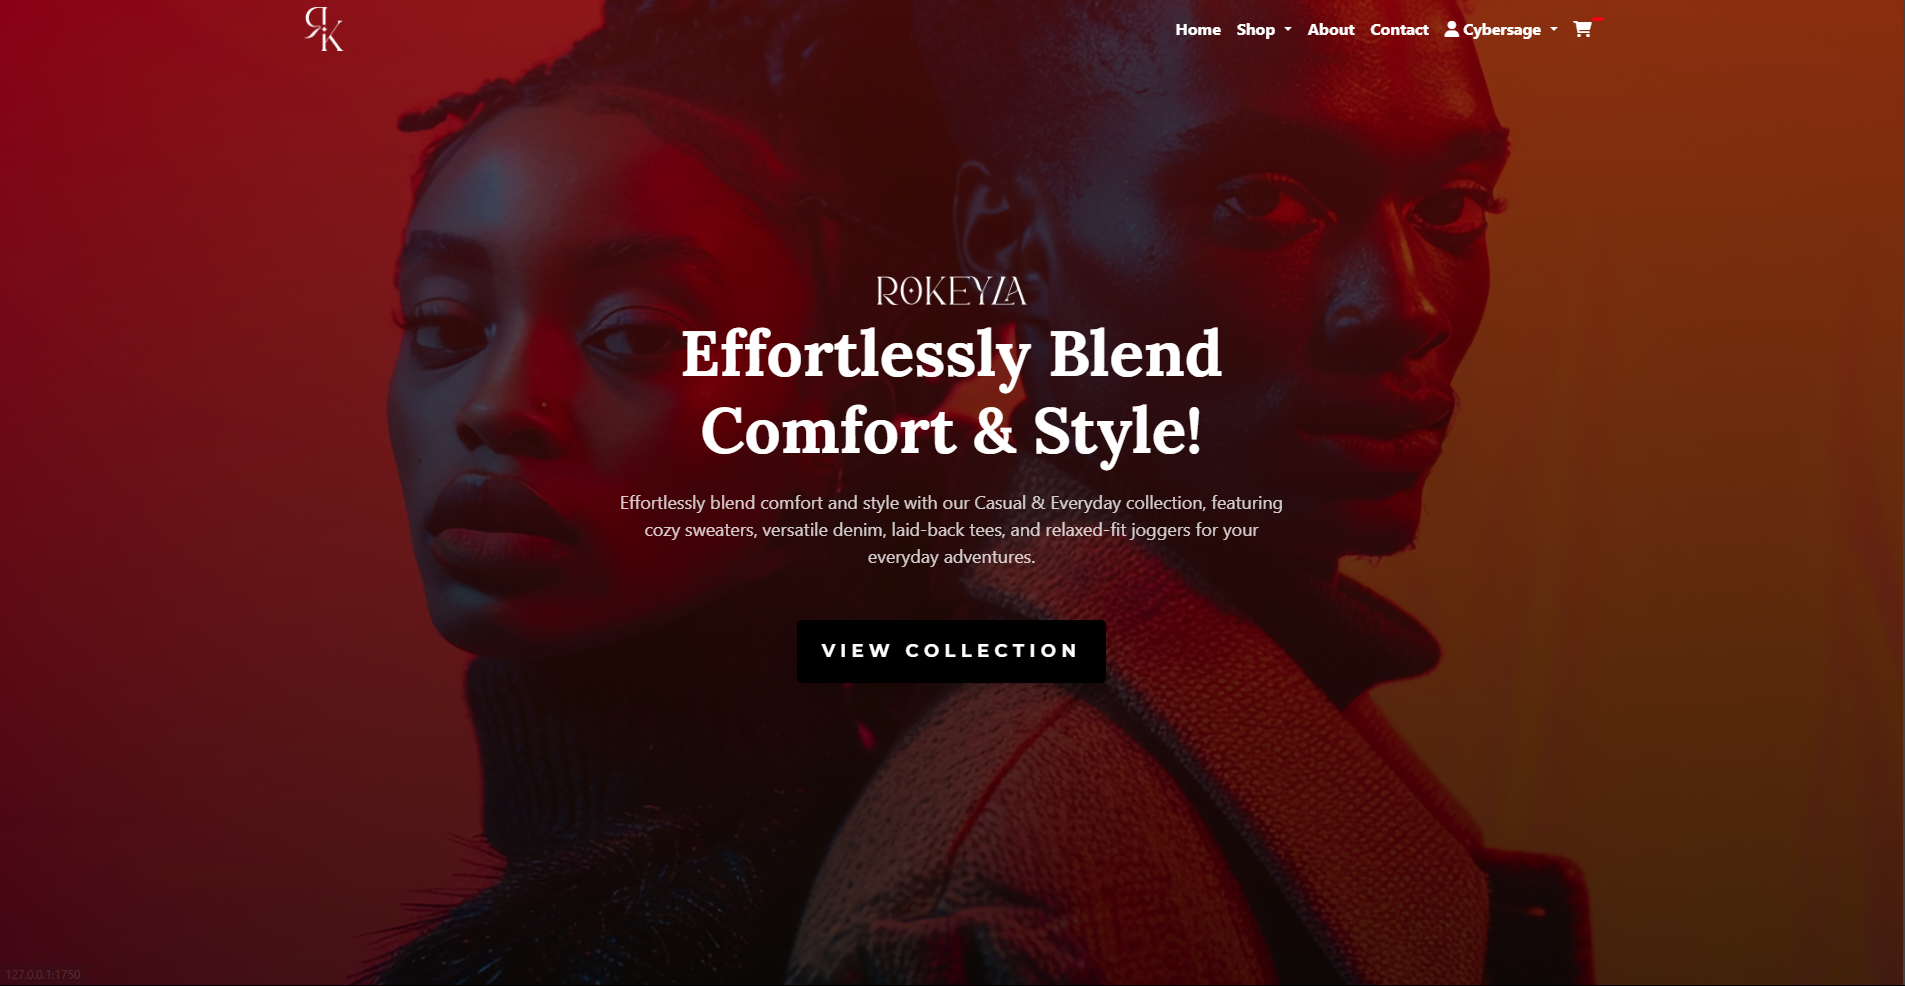 RK
Home Shop About Contact Cybersage
ROKEYZA
Effortlessly Blend
Comfort & Style!
Effortlessly blend comfort and style with our Casual & Everyday collection, featuring
cozy sweaters, versatile denim, laid-back tees, and relaxed-fit joggers for your
everyday adventures.
VIEW COLLECTION
127.0.0.1:1750